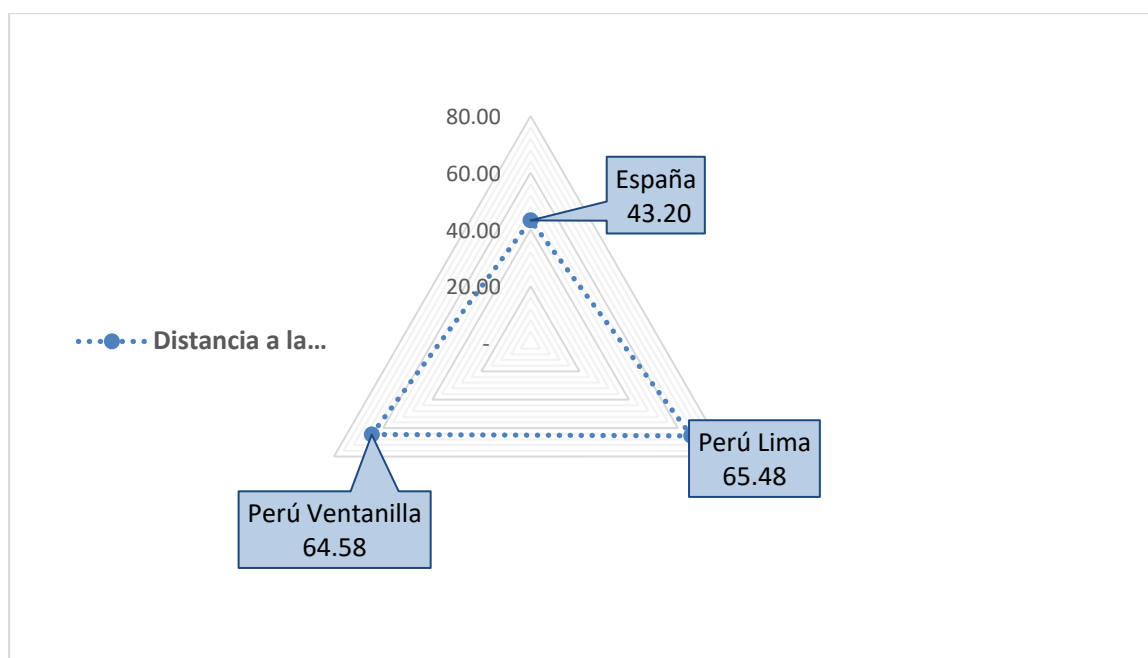 80.00
60.00
España
43.20
40.00
20.00
Distancia a la…
-
Perú Lima
65.48
Perú Ventanilla
64.58